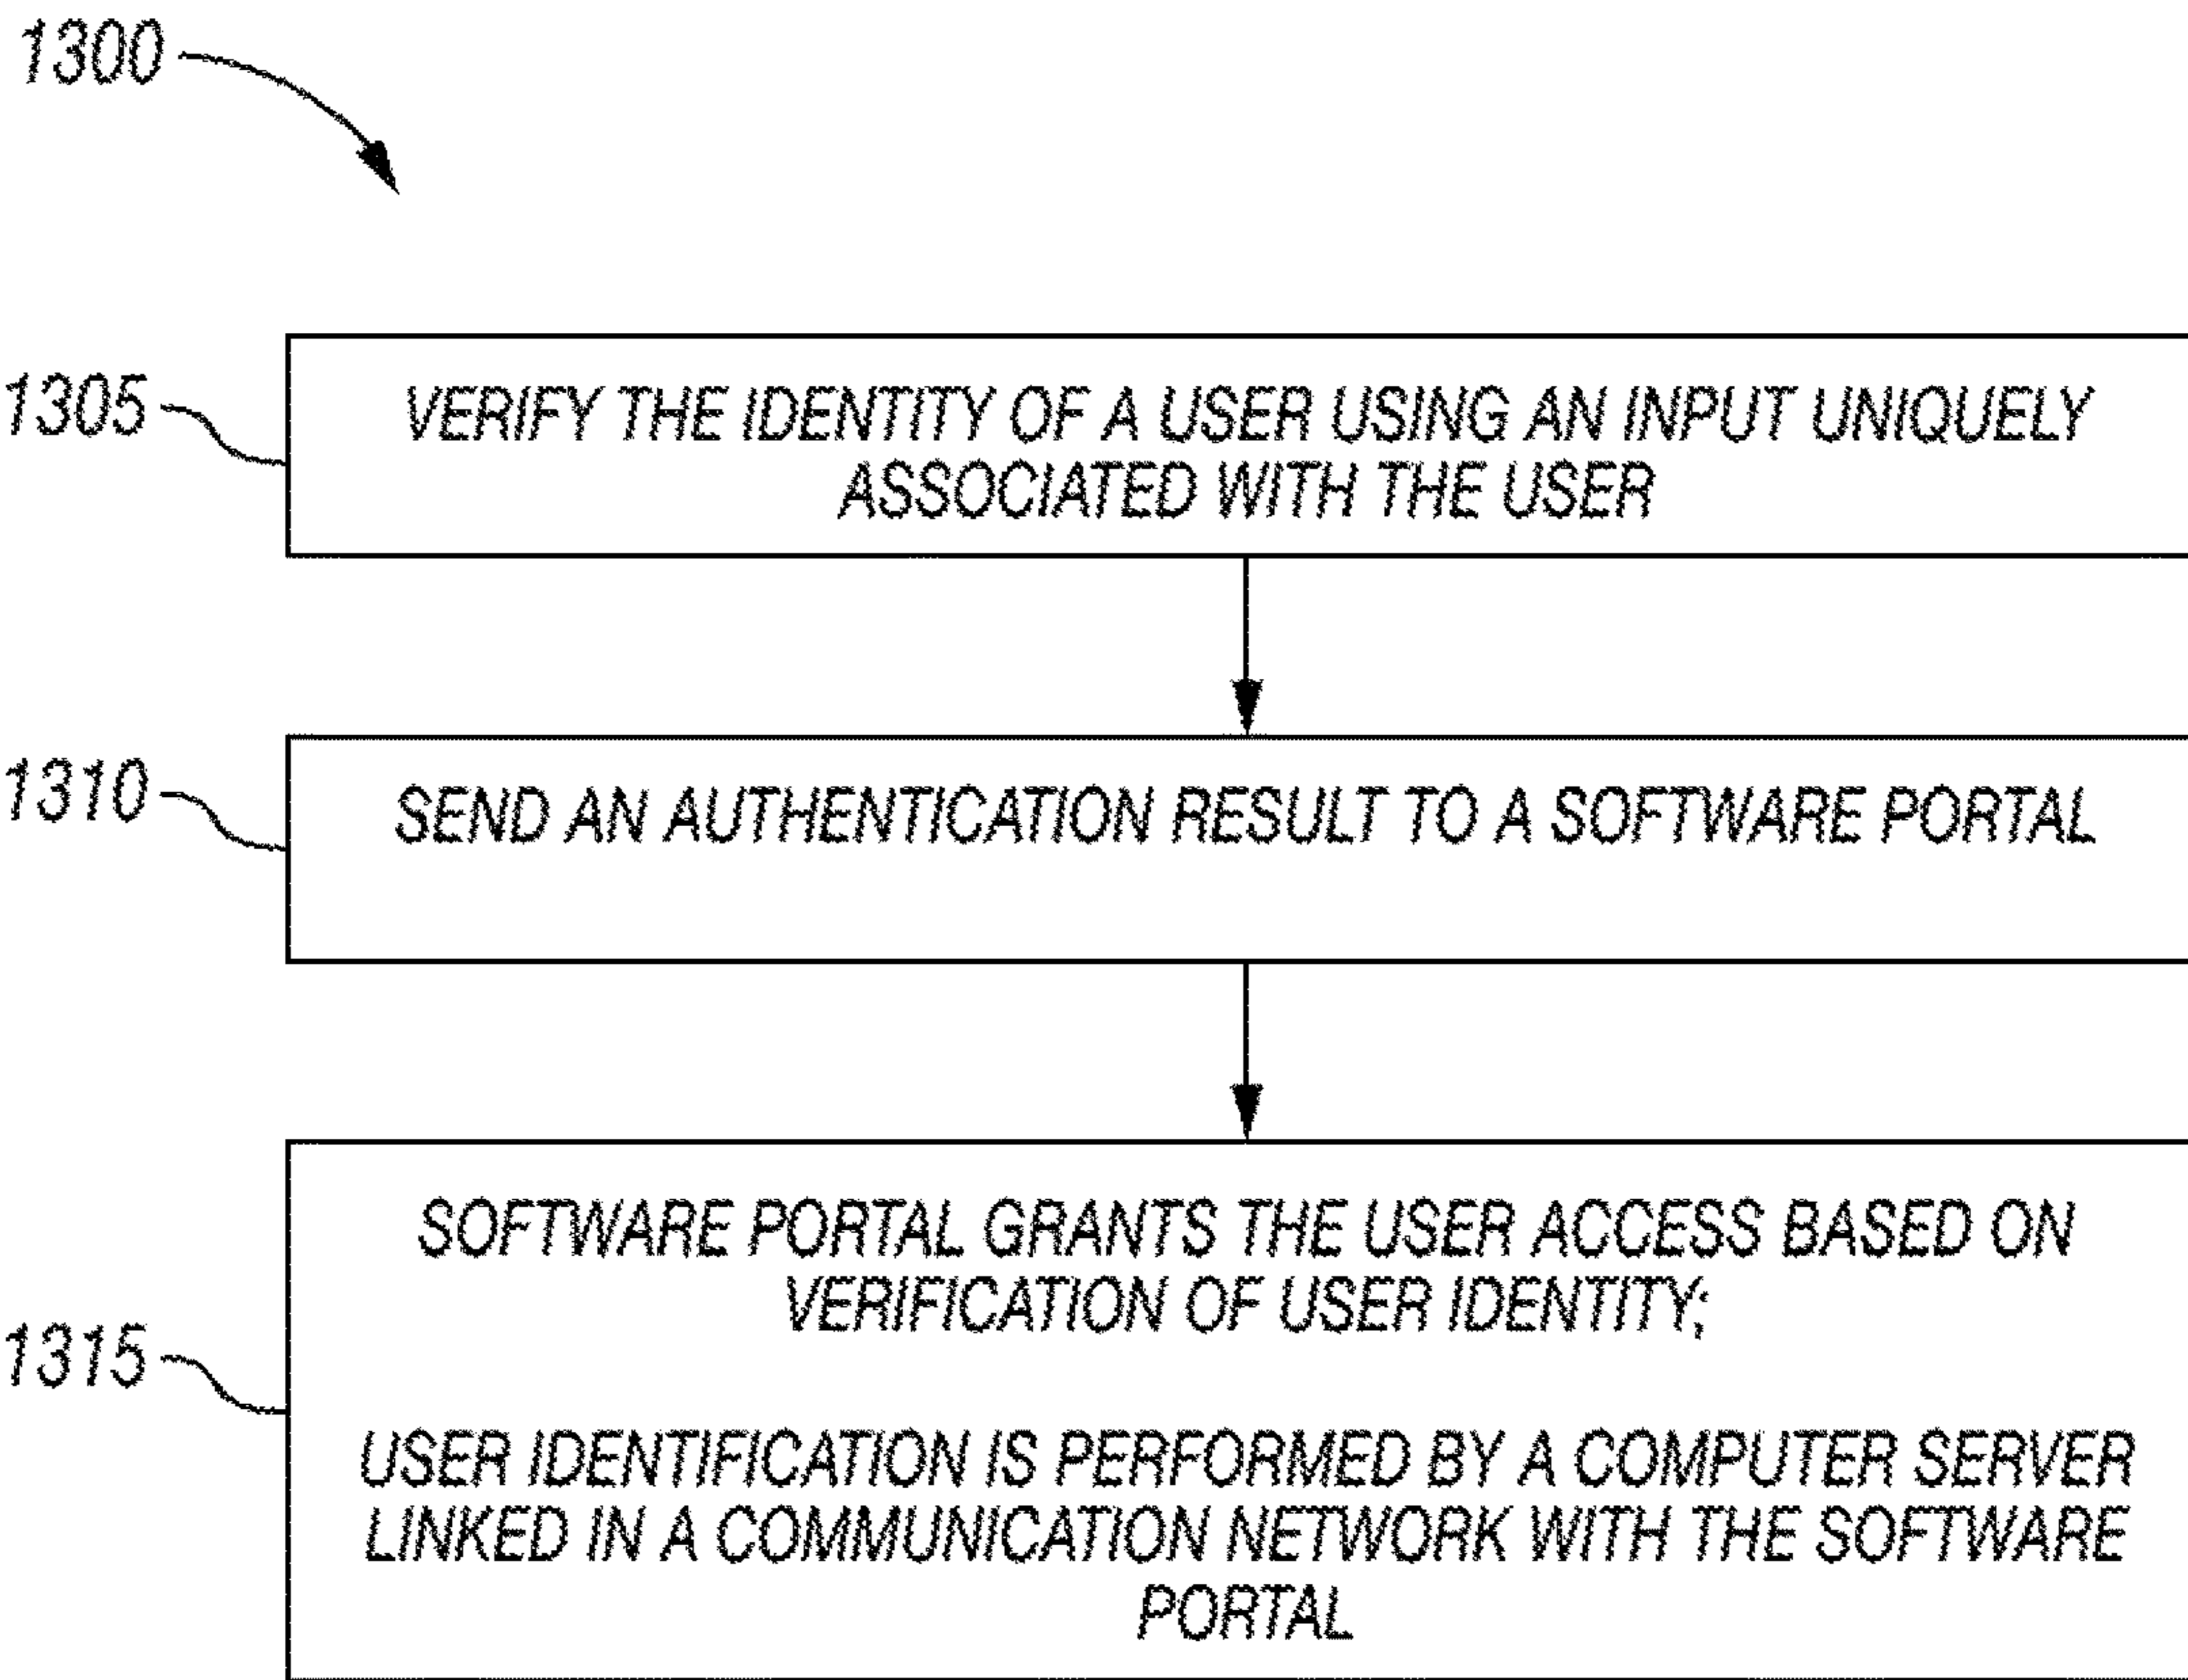 1300
1305
VERIFY THE IDENTITY OF A USER USING AN INPUT UNIQUELY
ASSOCIATED WITH THE USER
1310
SEND AN AUTHENTICATION RESULT TO A SOFTWARE PORTAL
1315
SOFTWARE PORTAL GRANTS THE USER ACCESS BASED ON
VERIFICATION OF USER IDENTITY;
USER IDENTIFICATION IS PERFORMED BY A COMPUTER SERVER
LINKED IN A COMMUNICATION NETWORK WITH THE SOFTWARE
PORTAL